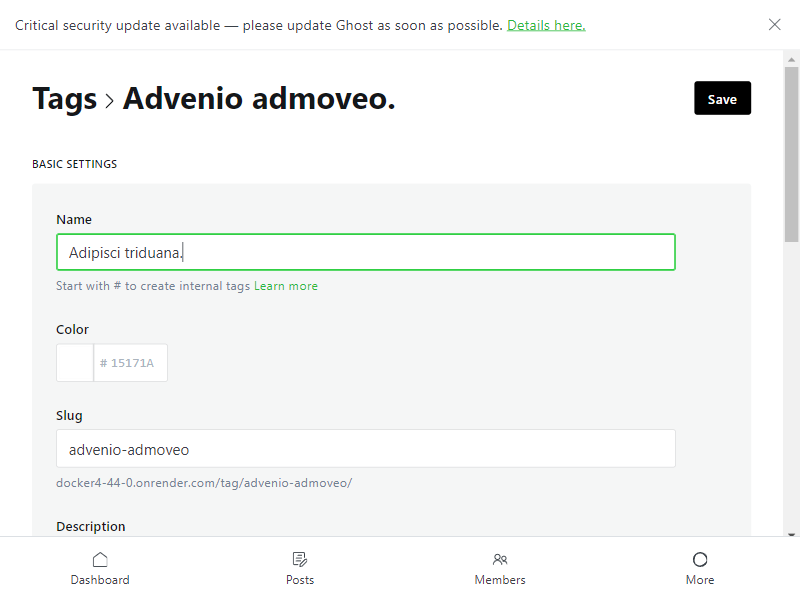 Critical security update available — please update Ghost as soon as possible. Details here.
Tags > Advenio admoveo.
Save
BASIC SETTINGS
Name
Adipisci triduana.
Start with # to create internal tags Learn more
Color
# 15171A
Slug
advenio-admoveo
docker4-44-0.onrender.com/tag/advenio-admoveo/
Description
Dashboard
Posts
Members
More